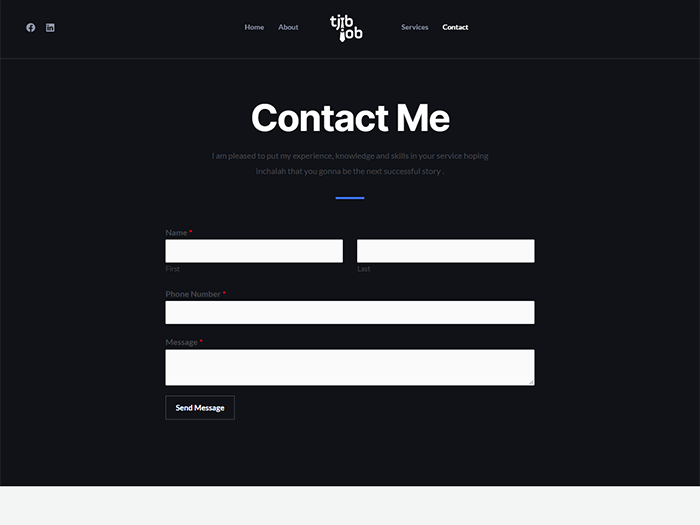 Home About
tjib
job
Services Contact
Contact Me
I am pleased to put my experience, knowledge and skills in your service hoping
Inchalah that you gonna be the next successful story .
Name *
First Last
Phone Number *
Message *
Send Message